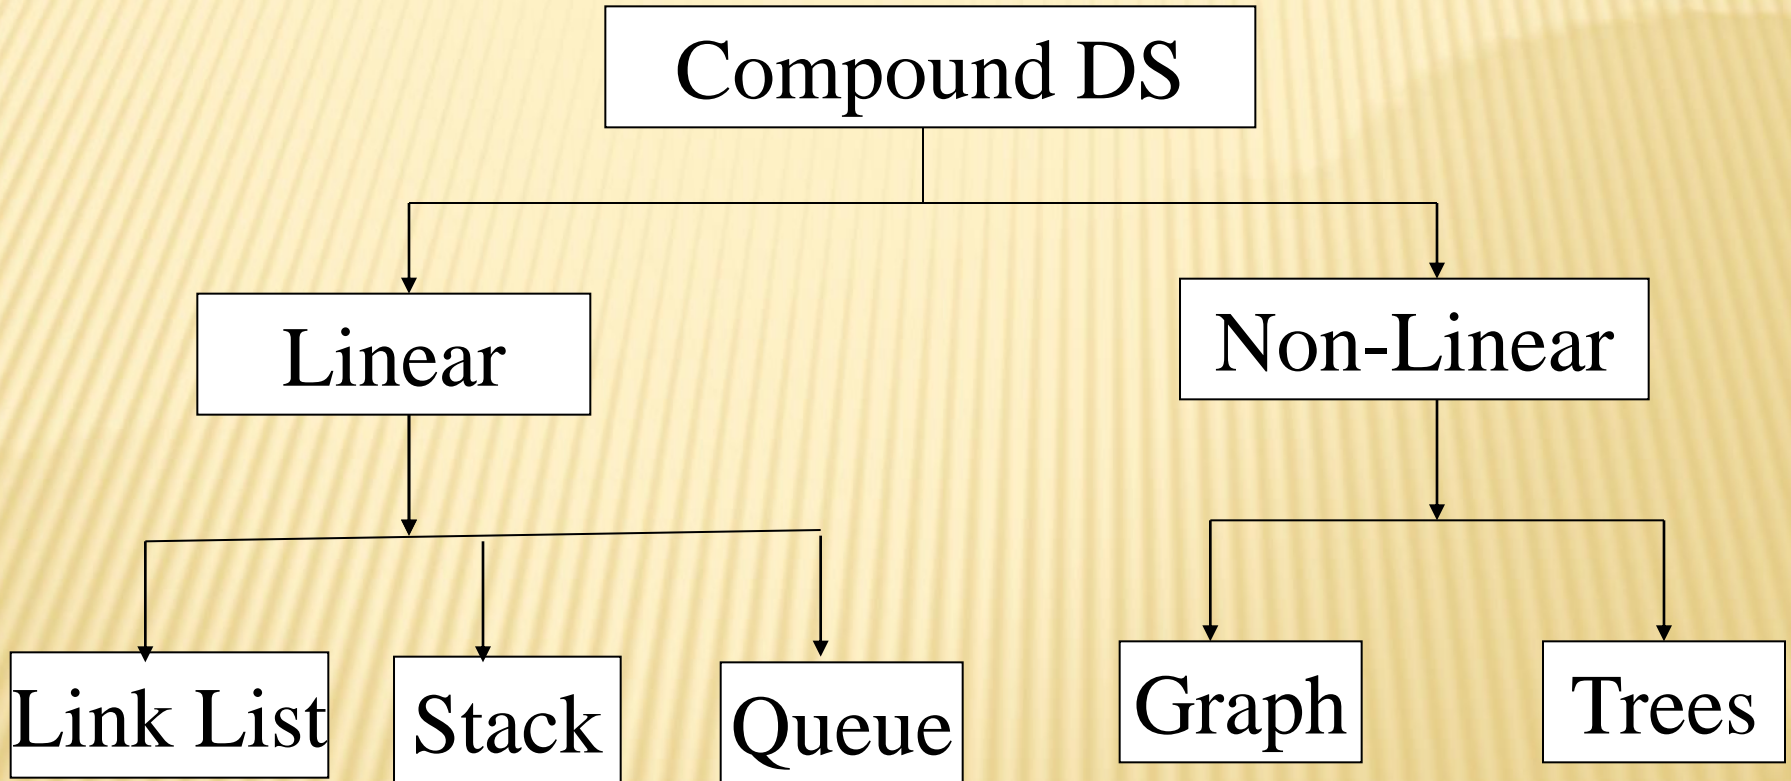 Compound DS
Linear
Non-Linear
Link List
Stack
Queue
Graph
Trees